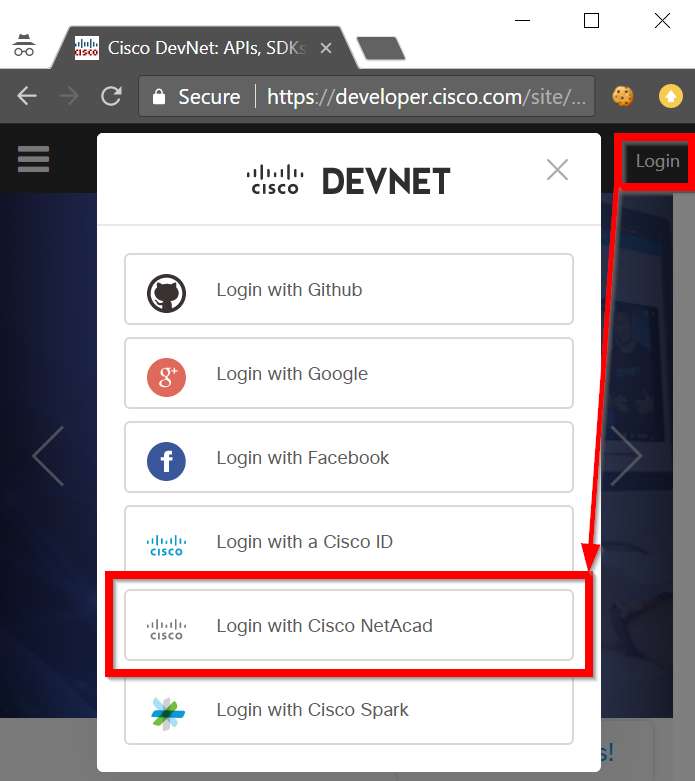 Cisco DevNet: APIs, SDKs
Secure
https://developer.cisco.com/site/...
Login
CISCO DEVNET
Login with Github
Login with Google
Login with Facebook
CISCO
Login with a Cisco ID
CISCO
Login with Cisco NetAcad
Login with Cisco Spark
s!